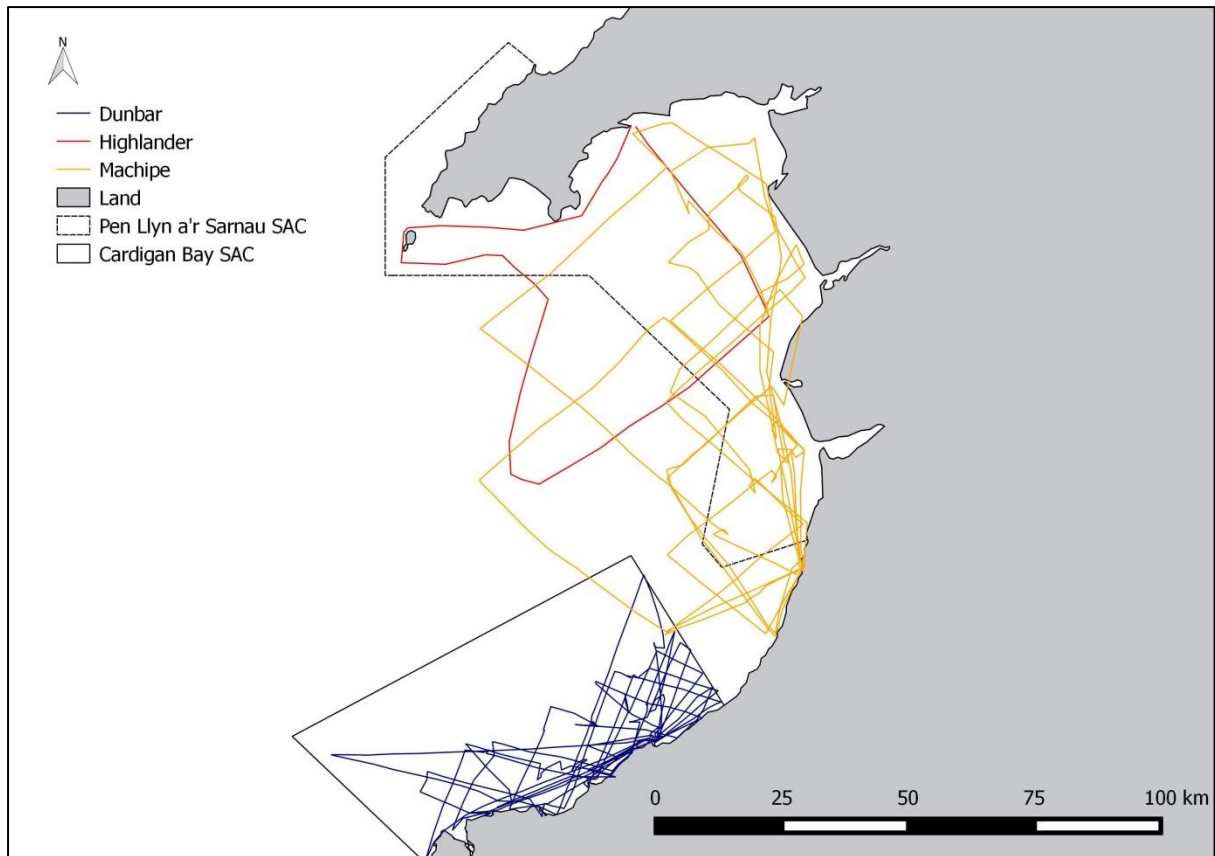 N
Dunbar
Highlander
Machipe
Land
Pen Llyn a'r Sarnau SAC
Cardigan Bay SAC
0 25 50 75 100 km